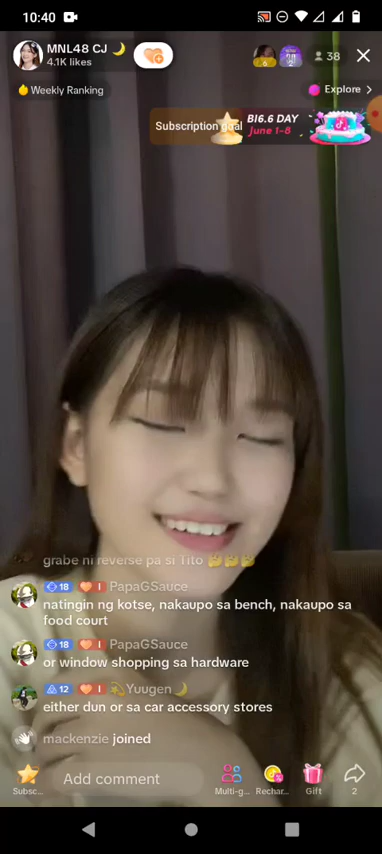 10:40
MNL48 CJ 🌙
4.1K likes
38
Weekly Ranking
Explore
Subscription goal
BI6.6 DAY
June 1-8
grabe ni reverse pa si Tito 🤔🤔🤔
18 I PapaGSauce
natingin ng kotse, nakaupo sa bench, nakaupo sa
food court
18 I PapaGSauce
or window shopping sa hardware
12 I 💫Yuugen🌙
either dun or sa car accessory stores
mackenzie joined
Add comment
Subsc...
Multi-g...
Rechar...
Gift
2